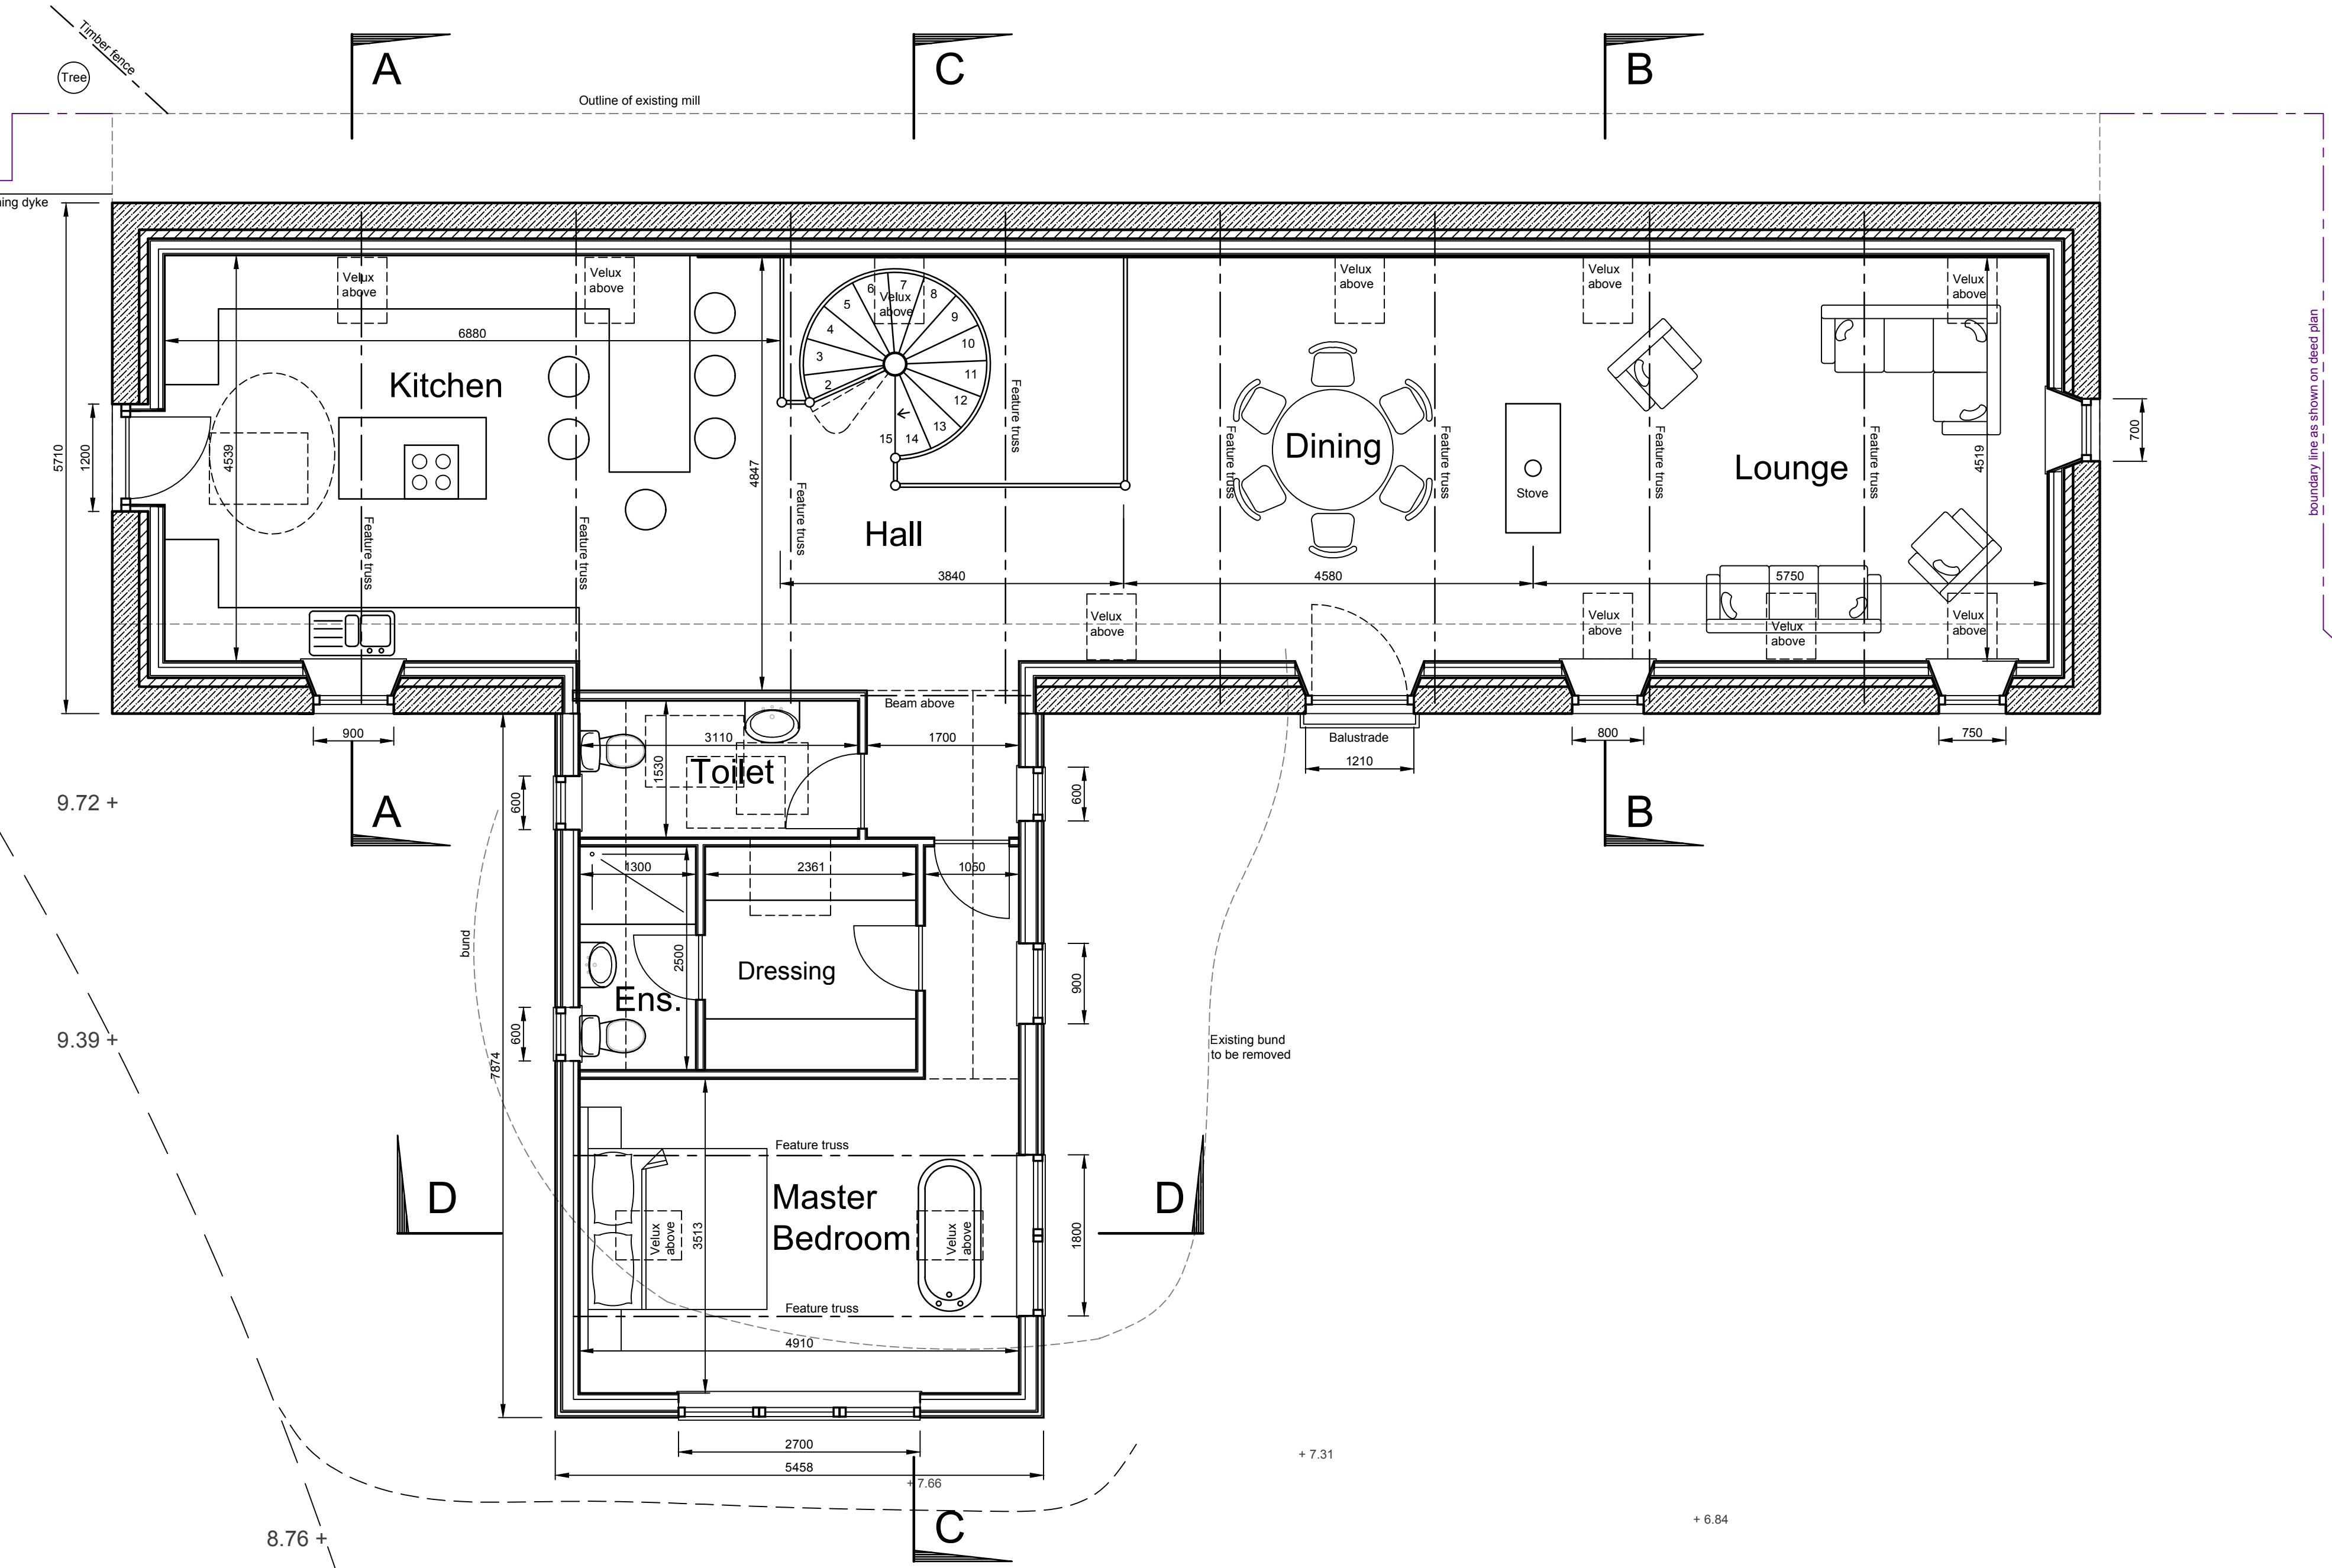 Timber fence
Tree
A
C
B
Outline of existing mill
ning dyke
boundary line as shown on deed plan
Velux
above
Velux
above
Velux
above
Velux
above
Velux
above
Velux
above
2
3
4
5
6
7
8
9
10
11
12
13
14
15
6880
Kitchen
5710
1200
4539
4847
Feature truss
Feature truss
Feature truss
Feature truss
Feature truss
Feature truss
Feature truss
Feature truss
Hall
Dining
Stove
Lounge
4519
700
3840
4580
5750
Velux
above
Velux
above
Velux
above
Velux
above
Beam above
900
3110
1700
Balustrade
1210
800
750
1530
Toilet
600
600
A
B
9.72 +
1300
2361
1050
bund
2500
Dressing
Ens.
900
600
7874
9.39 +
Existing bund
to be removed
Feature truss
D
Master
Bedroom
Velux
above
3513
Velux
above
1800
D
Feature truss
4910
2700
5458
+ 7.66
+ 7.31
C
+ 6.84
8.76 +